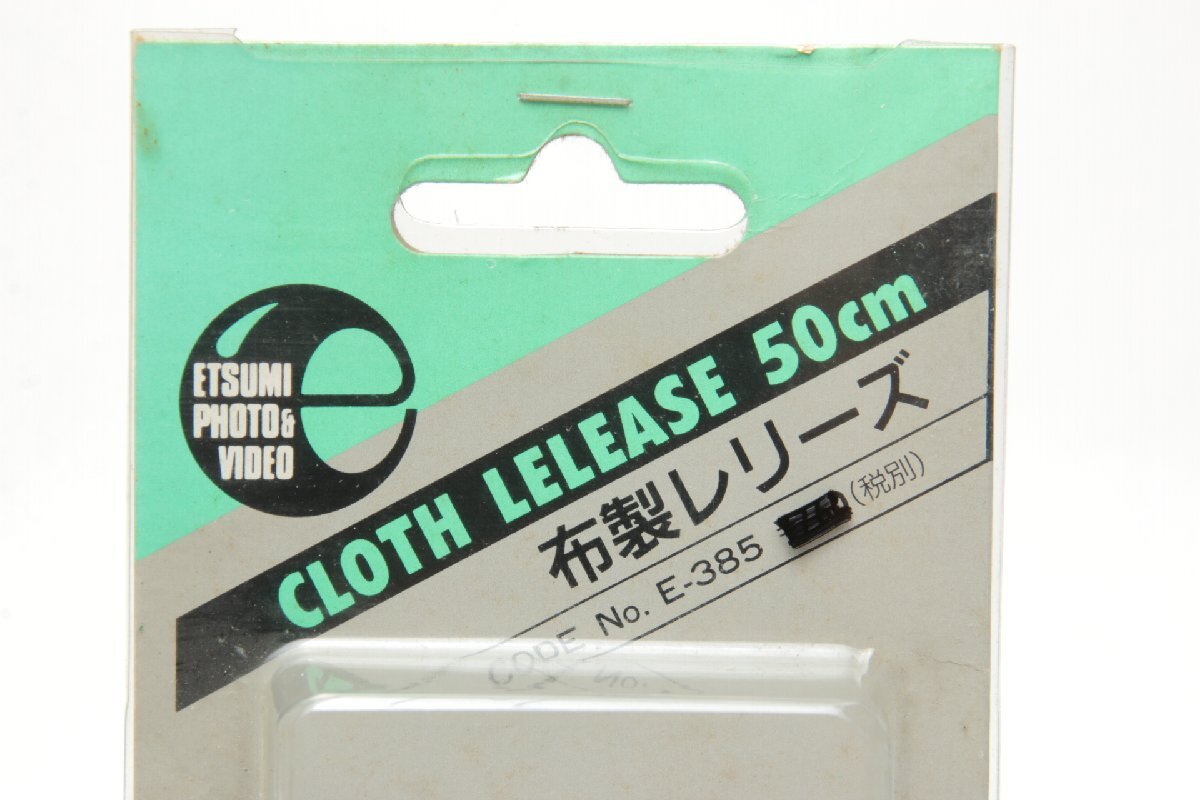 ETSUMI
PHOTO&
VIDEO
CLOTH LELEASE 50cm
布製レリーズ
CODE No. E-385 (税別)